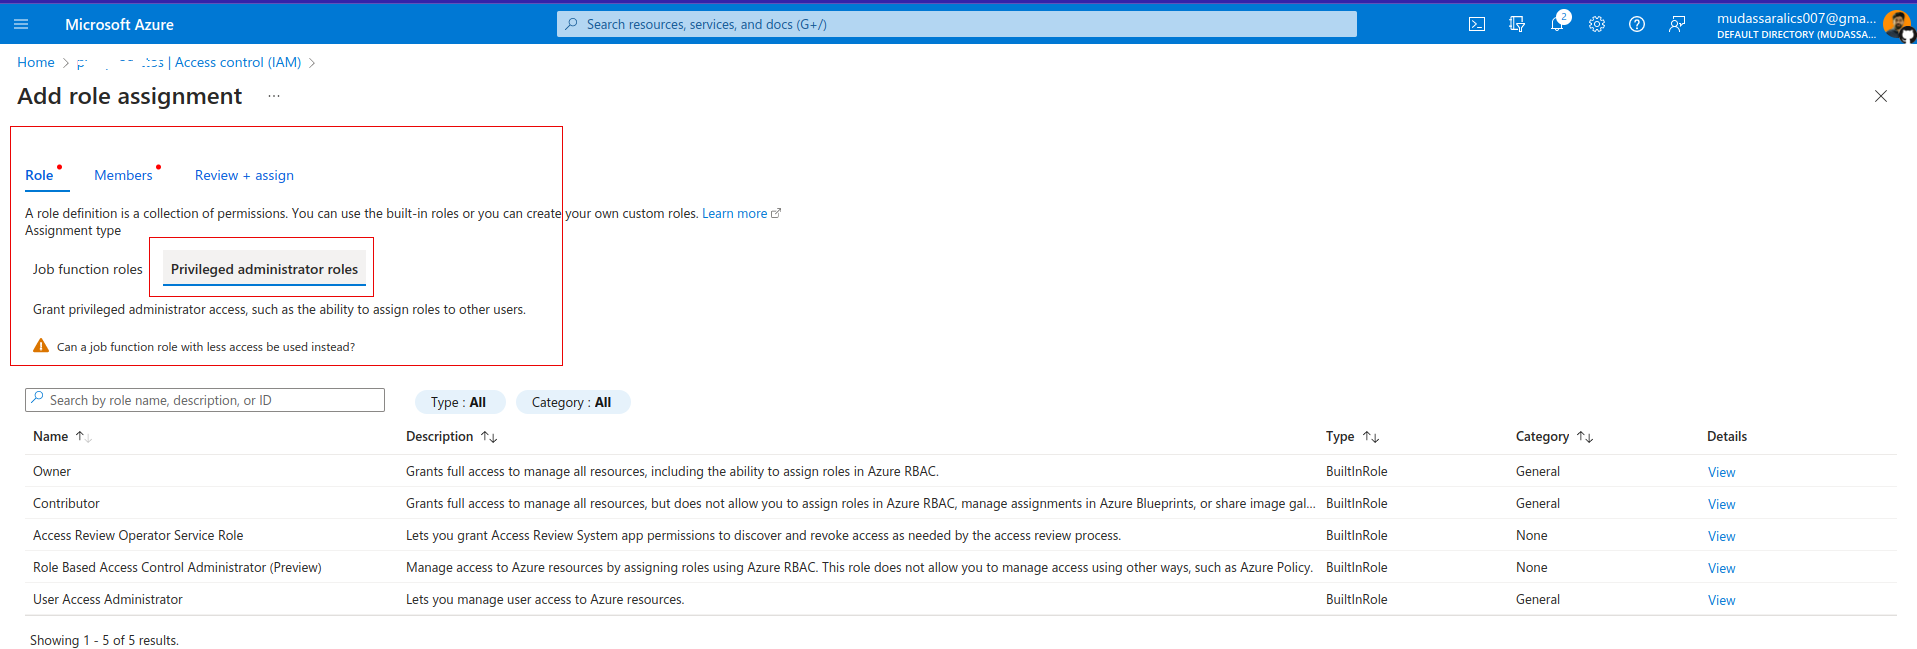 Microsoft Azure
Search resources, services, and docs (G+/)
2
mudassaralics007@gma...
DEFAULT DIRECTORY (MUDASSA...
Home > | Access control (IAM) >
Add role assignment ...
Role Members Review + assign
A role definition is a collection of permissions. You can use the built-in roles or you can create your own custom roles. Learn more
Assignment type
Job function roles Privileged administrator roles
Grant privileged administrator access, such as the ability to assign roles to other users.
Can a job function role with less access be used instead?
Search by role name, description, or ID Type : All Category : All
Name Description Type Category Details
Owner Grants full access to manage all resources, including the ability to assign roles in Azure RBAC. BuiltInRole General View
Contributor Grants full access to manage all resources, but does not allow you to assign roles in Azure RBAC, manage assignments in Azure Blueprints, or share image gal... BuiltInRole General View
Access Review Operator Service Role Lets you grant Access Review System app permissions to discover and revoke access as needed by the access review process. BuiltInRole None View
Role Based Access Control Administrator (Preview) Manage access to Azure resources by assigning roles using Azure RBAC. This role does not allow you to manage access using other ways, such as Azure Policy. BuiltInRole None View
User Access Administrator Lets you manage user access to Azure resources. BuiltInRole General View
Showing 1 - 5 of 5 results.